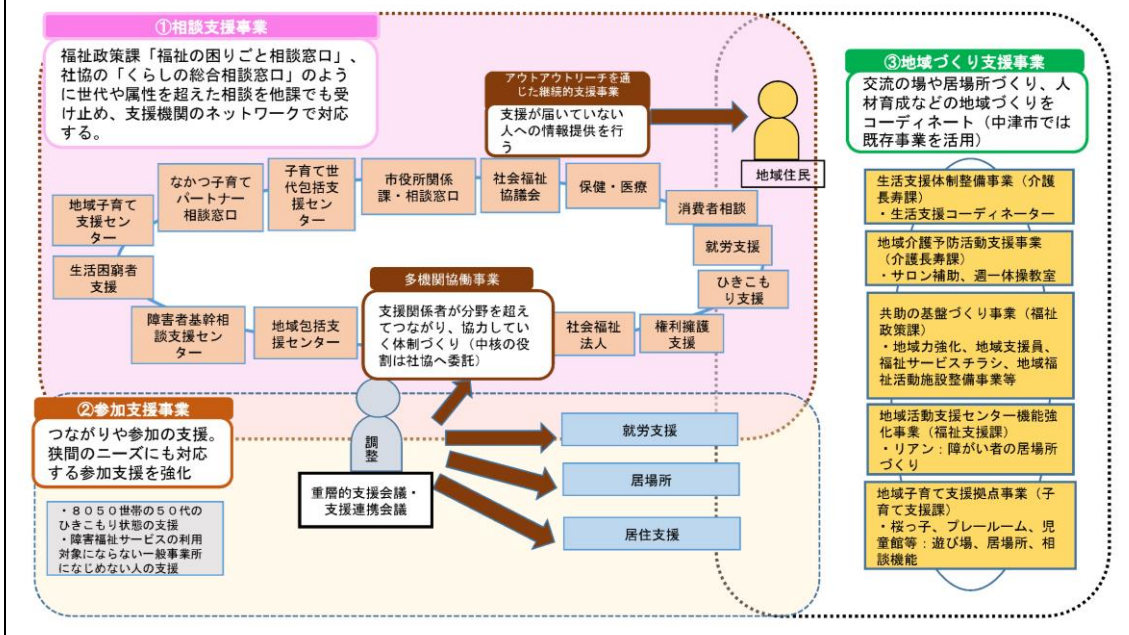 ①相談支援事業
福祉政策課「福祉の困りごと相談窓口」、
社協の「くらしの総合相談窓口」のよう
に世代や属性を超えた相談を他課でも受
け止め、支援機関のネットワークで対応
する。
アウトアウトリーチを通
じた継続的支援事業
支援が届いていない
人への情報提供を行
う
地域住民
地域子育て
支援セン
ター
なかつ子育て
パートナー
相談窓口
子育て世
代包括支
援セン
ター
市役所関係
課・相談窓口
社会福祉
協議会
保健・医療
消費者相談
就労支援
ひきこも
り支援
権利擁護
支援
社会福祉
法人
生活困窮者
支援
障害者基幹相
談支援セン
ター
地域包括支
援センター
多機関協働事業
支援関係者が分野を超え
てつながり、協力してい
く体制づくり（中核の役
割は社協へ委託）
②参加支援事業
つながりや参加の支援。
狭間のニーズにも対応
する参加支援を強化
・８０５０世帯の５０代の
ひきこもり状態の支援
・障害福祉サービスの利用
対象にならない一般事業所
になじめない人の支援
調
整
重層的支援会議・
支援連携会議
就労支援
居場所
居住支援
③地域づくり支援事業
交流の場や居場所づくり、人
材育成などの地域づくりを
コーディネート（中津市では
既存事業を活用）
生活支援体制整備事業（介護
長寿課）
・生活支援コーディネーター
地域介護予防活動支援事業
（介護長寿課）
・サロン補助、週一体操教室
共助の基盤づくり事業（福祉
政策課）
・地域力強化、地域支援員、
福祉サービスチラシ、地域福
祉活動施設整備事業等
地域活動支援センター機能強
化事業（福祉支援課）
・リアン：障がい者の居場所
づくり
地域子育て支援拠点事業（子
育て支援課）
・桜っ子、プレールーム、児
童館等：遊び場、居場所、相
談機能